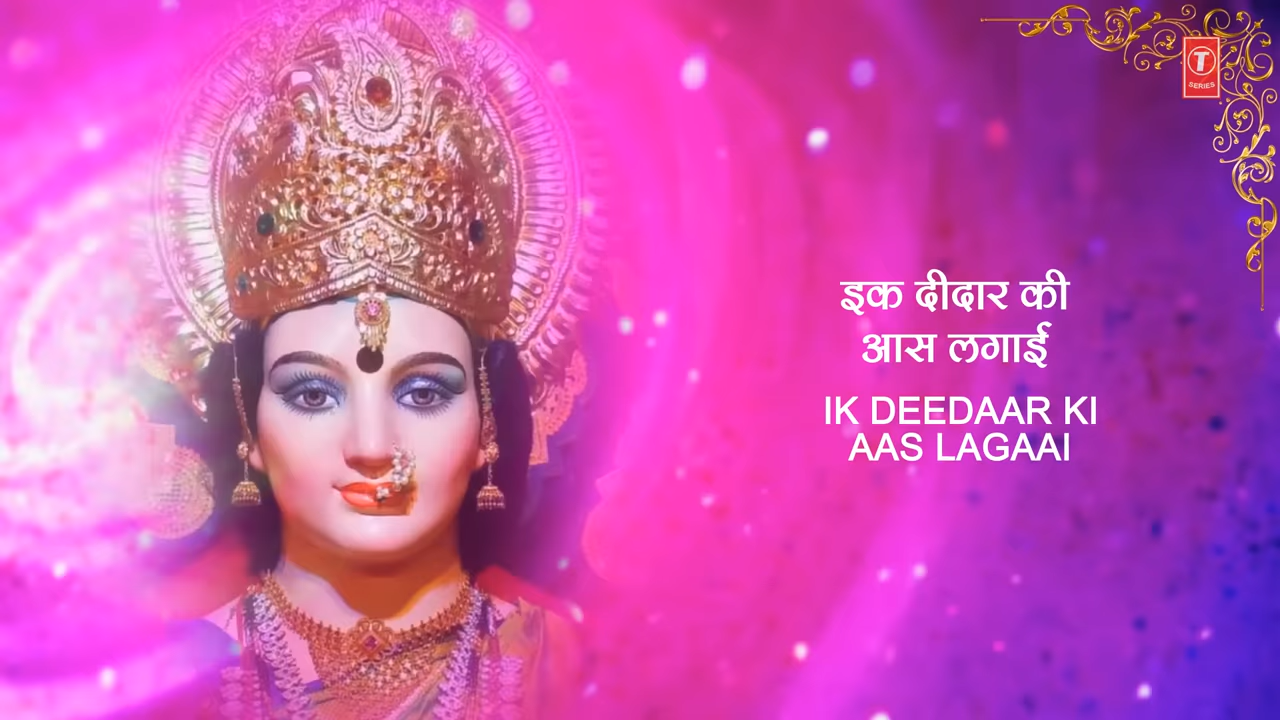 T
SERIES
इक दीदार की
आस लगाई
IK DEEDAAR KI
AAS LAGAAI